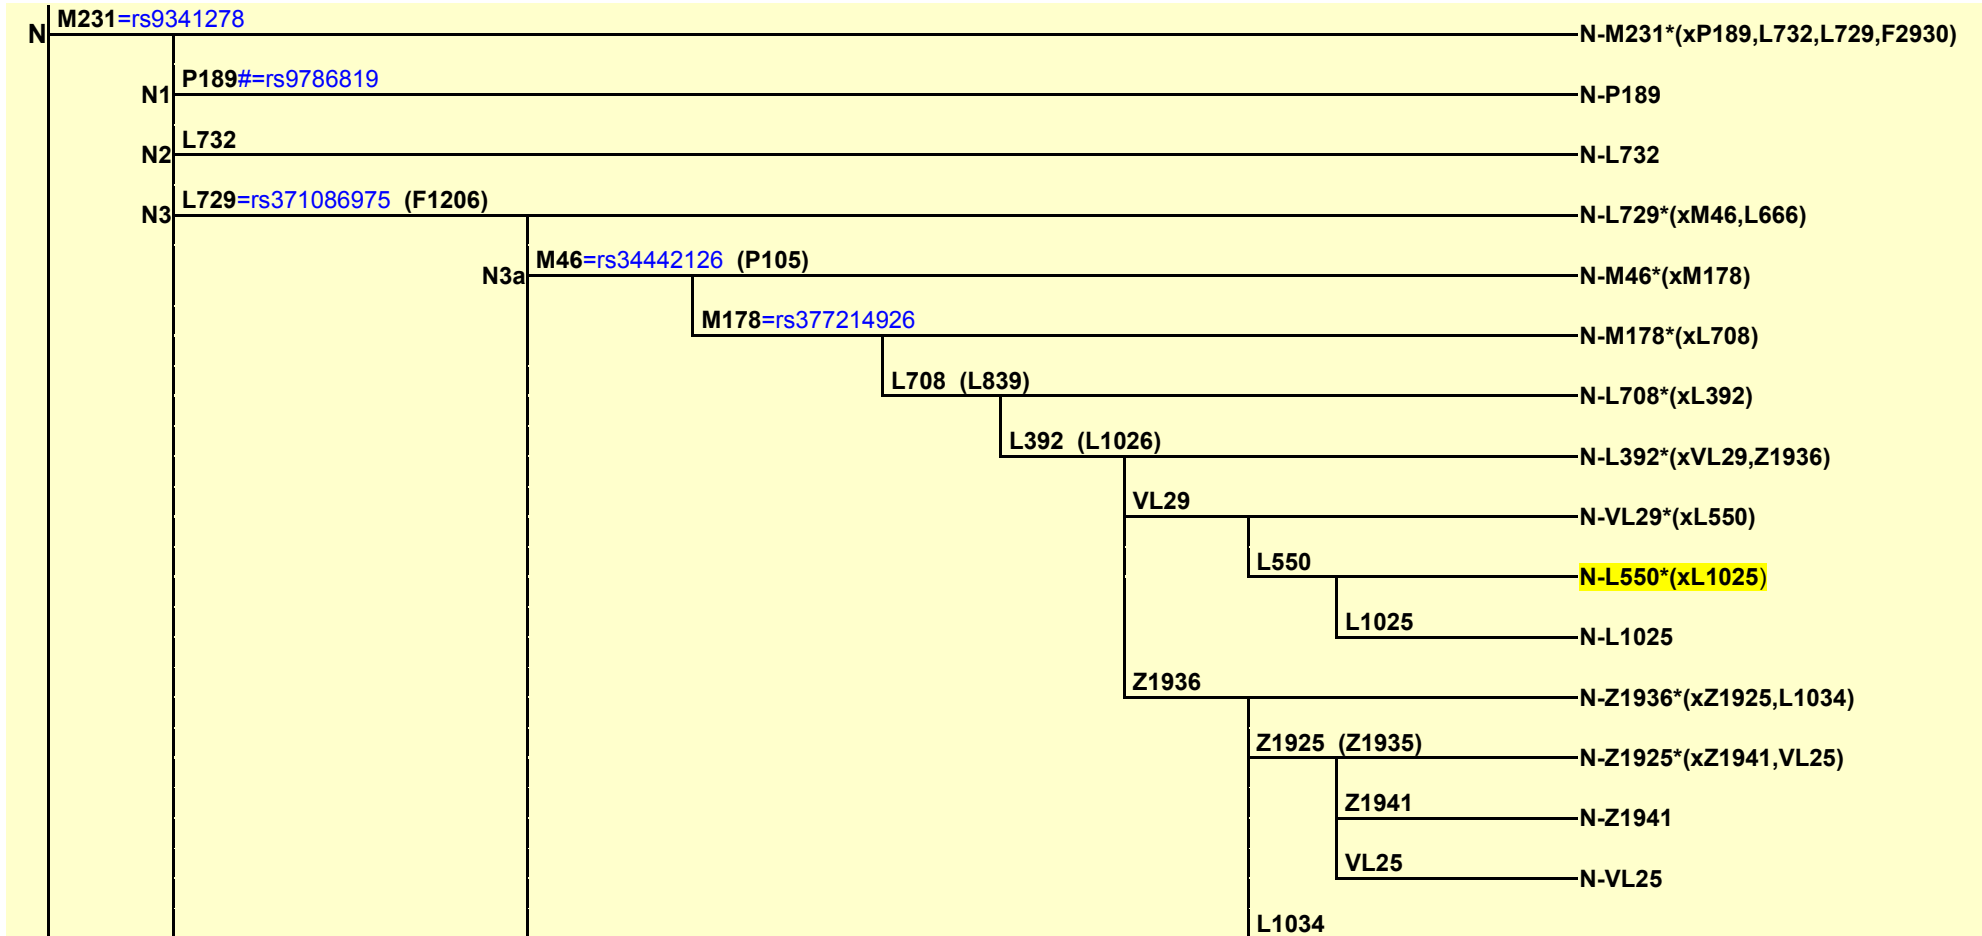 M231=rs9341278
N N-M231*(xP189,L732,L729,F2930)
P189#=rs9786819
N1 N-P189
L732
N2 N-L732
L729=rs371086975 (F1206)
N3 N-L729*(xM46,L666)
M46=rs34442126 (P105)
N3a N-M46*(xM178)
M178=rs377214926
N-M178*(xL708)
L708 (L839)
N-L708*(xL392)
L392 (L1026)
N-L392*(xVL29,Z1936)
VL29
N-VL29*(xL550)
L550
N-L550*(xL1025)
L1025
N-L1025
Z1936
N-Z1936*(xZ1925,L1034)
Z1925 (Z1935)
N-Z1925*(xZ1941,VL25)
Z1941
N-Z1941
VL25
N-VL25
L1034